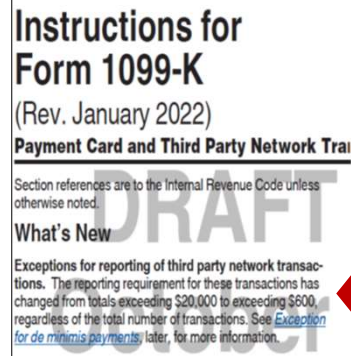 Instructions for
Form 1099-K
(Rev. January 2022)
Payment Card and Third Party Network Tra
Section references are to the Internal Revenue Code unless
otherwise noted.
What's New
Exceptions for reporting of third party network transac-
tions. The reporting requirement for these transactions has
changed from totals exceeding $20,000 to exceeding $600,
regardless of the total number of transactions. See Exception
for de minimis payments, later, for more information.
DRAFT
October